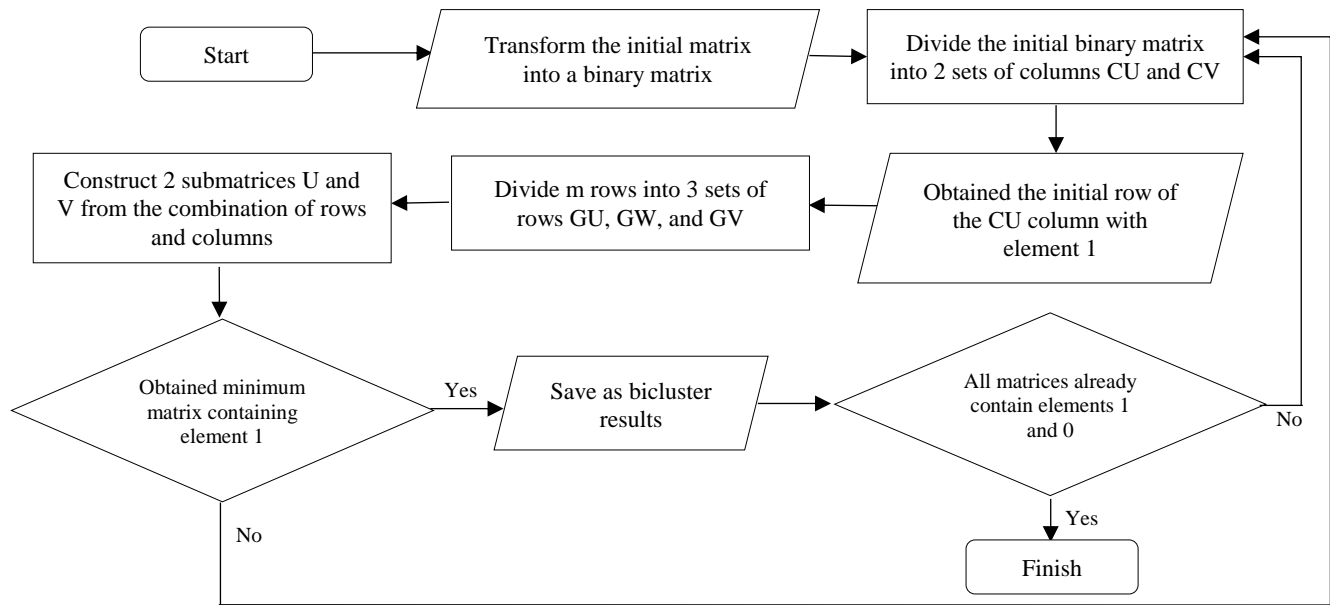 Start
Transform the initial matrix
into a binary matrix
Divide the initial binary matrix
into 2 sets of columns CU and CV
Construct 2 submatrices U and
V from the combination of rows
and columns
Divide m rows into 3 sets of
rows GU, GW, and GV
Obtained the initial row of
the CU column with
element 1
Obtained minimum
matrix containing
element 1
Yes
Save as bicluster
results
All matrices already
contain elements 1
and 0
No
Yes
No
Finish